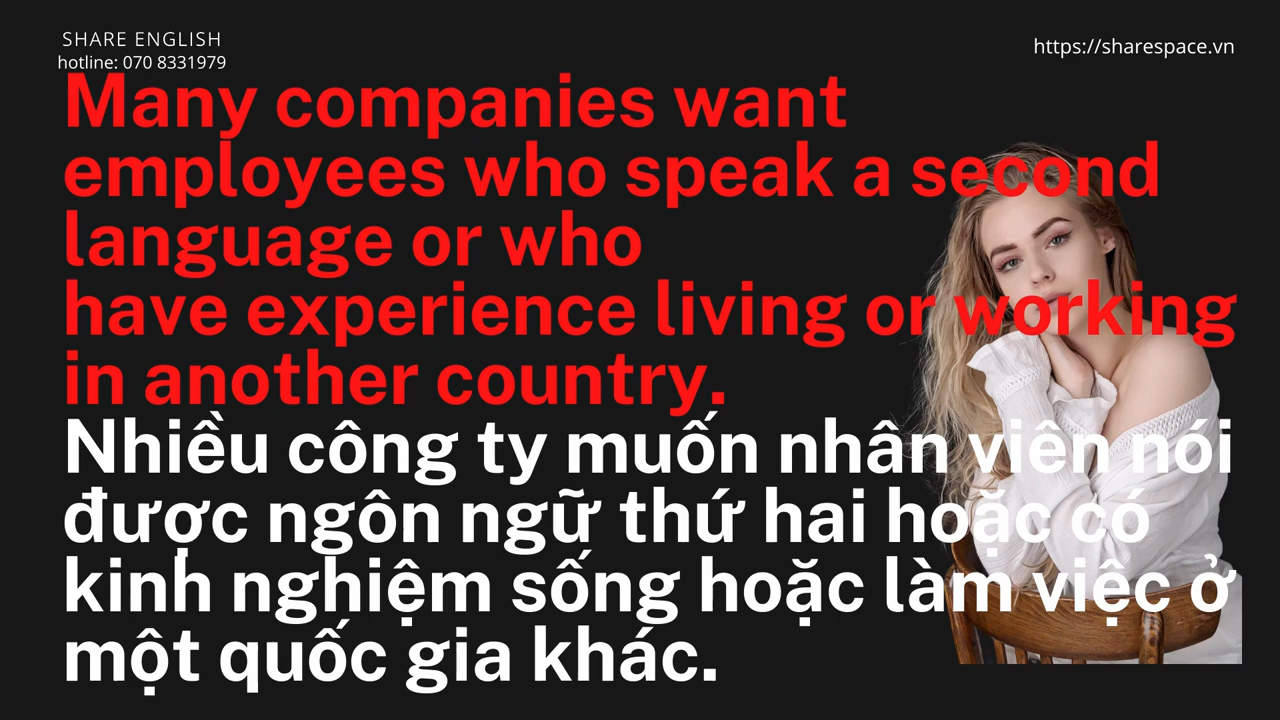 SHARE ENGLISH
hotline: 070 8331979
https://sharespace.vn
Many companies want
employees who speak a second
language or who
have experience living or working
in another country.
Nhiều công ty muốn nhân viên nói
được ngôn ngữ thứ hai hoặc có
kinh nghiệm sống hoặc làm việc ở
một quốc gia khác.